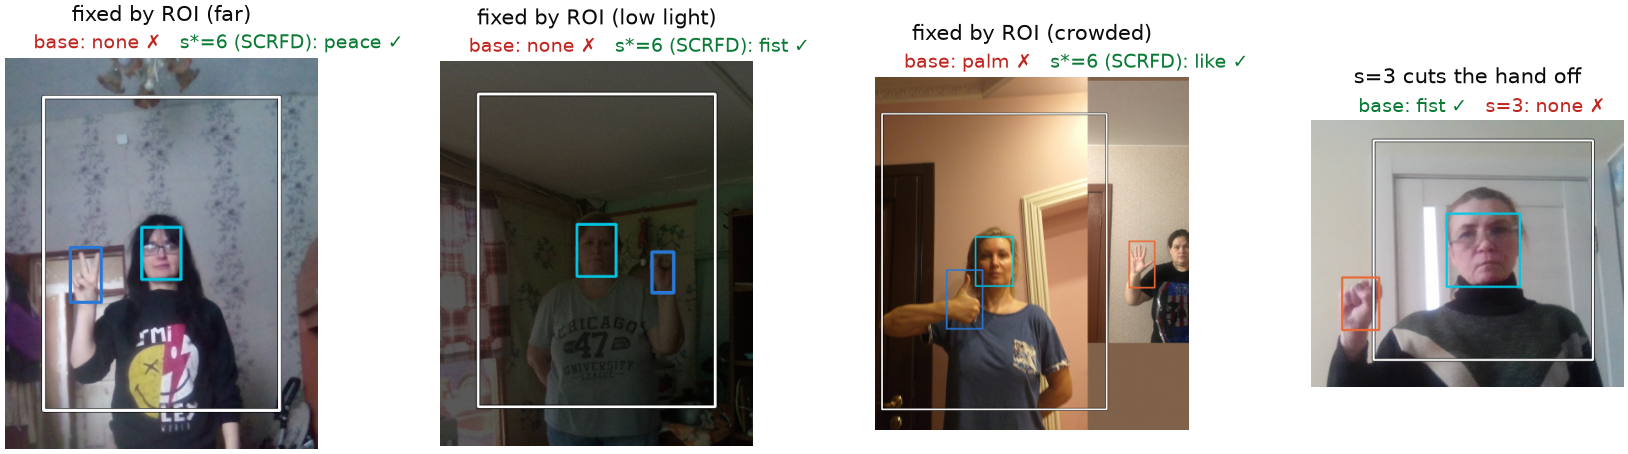 fixed by ROI (far)
base: none ✗ s*=6 (SCRFD): peace ✓
fixed by ROI (low light)
base: none ✗ s*=6 (SCRFD): fist ✓
fixed by ROI (crowded)
base: palm ✗ s*=6 (SCRFD): like ✓
s=3 cuts the hand off
base: fist ✓ s=3: none ✗
WORLD
CHICAGO
47
UNIVERSITY
LEAGUE